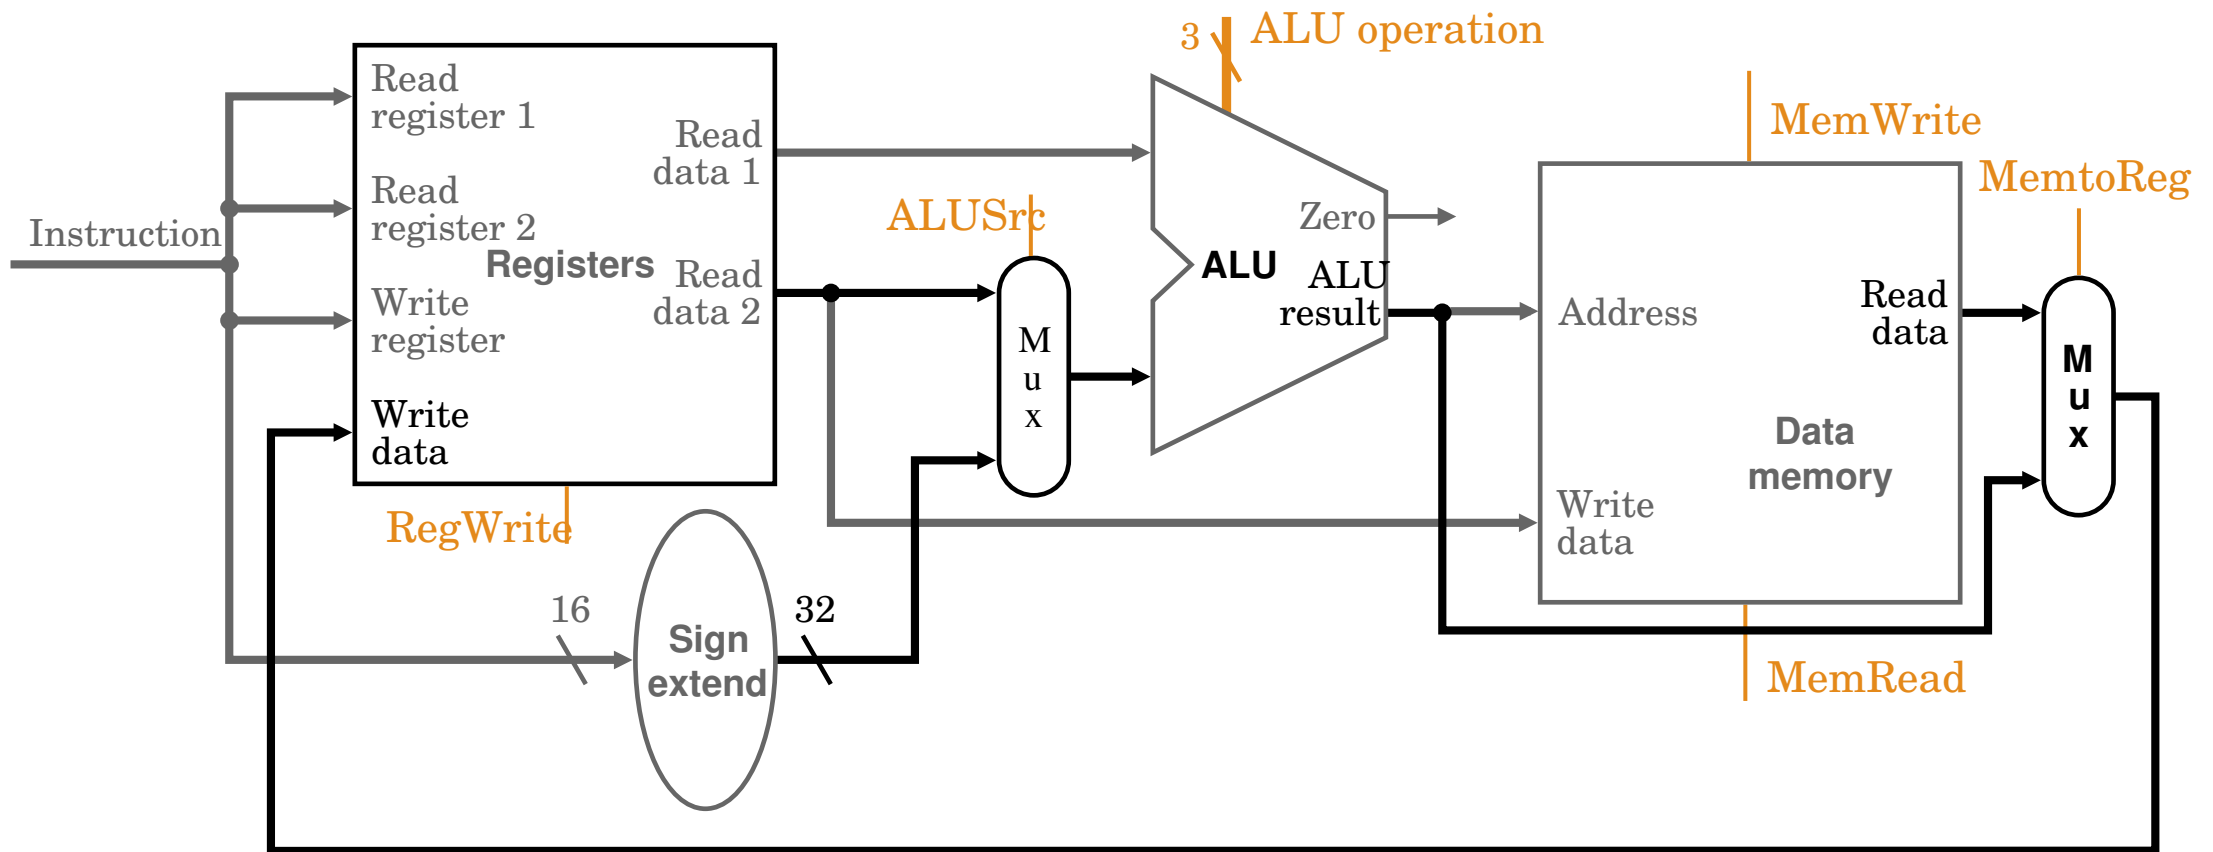 3
ALU operation
Read
register 1
Read
data 1
MemWrite
MemtoReg
Read
register 2
Instruction
ALUSrc
Zero
Registers
Read
data 2
ALU
ALU
result
Address
Read
data
Write
register
M
u
x
M
u
x
Write
data
Data
memory
Write
data
RegWrite
16
32
Sign
extend
MemRead